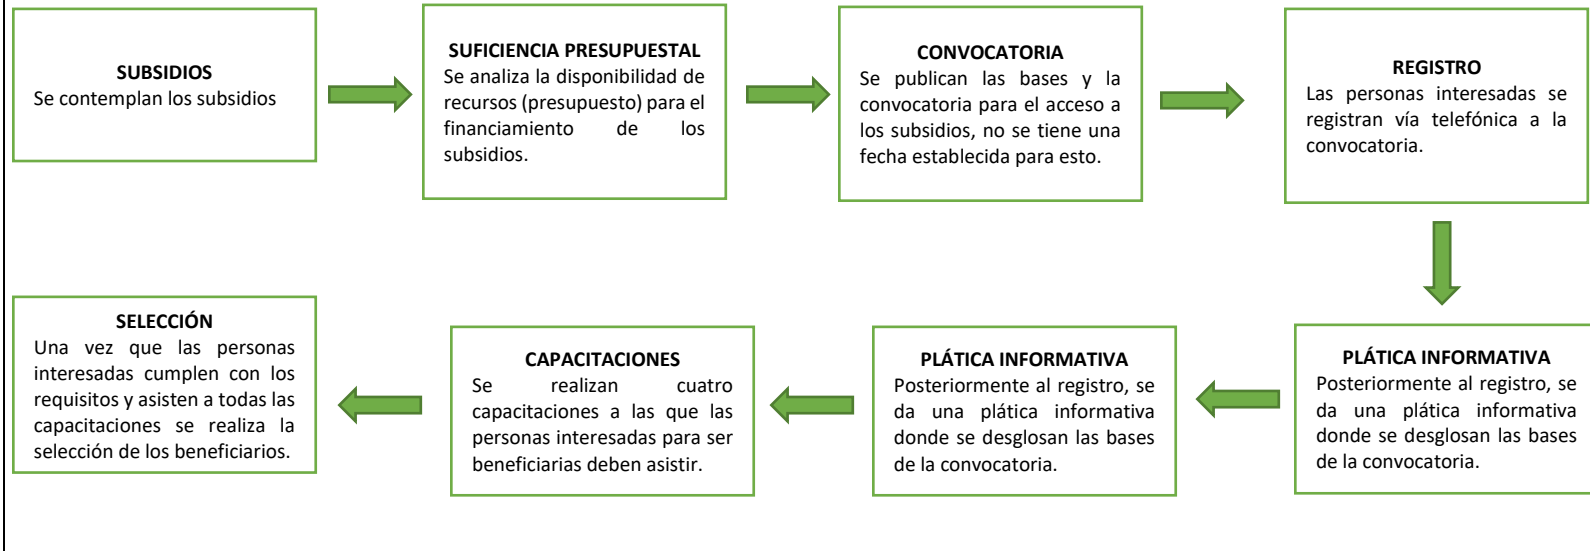 SUBSIDIOS
Se contemplan los subsidios
SUFICIENCIA PRESUPUESTAL
Se analiza la disponibilidad de
recursos (presupuesto) para el
financiamiento de los
subsidios.
CONVOCATORIA
Se publican las bases y la
convocatoria para el acceso a
los subsidios, no se tiene una
fecha establecida para esto.
REGISTRO
Las personas interesadas se
registran vía telefónica a la
convocatoria.
PLÁTICA INFORMATIVA
Posteriormente al registro, se
da una plática informativa
donde se desglosan las bases
de la convocatoria.
PLÁTICA INFORMATIVA
Posteriormente al registro, se
da una plática informativa
donde se desglosan las bases
de la convocatoria.
CAPACITACIONES
Se realizan cuatro
capacitaciones a las que las
personas interesadas para ser
beneficiarias deben asistir.
SELECCIÓN
Una vez que las personas
interesadas cumplen con los
requisitos y asisten a todas las
capacitaciones se realiza la
selección de los beneficiarios.